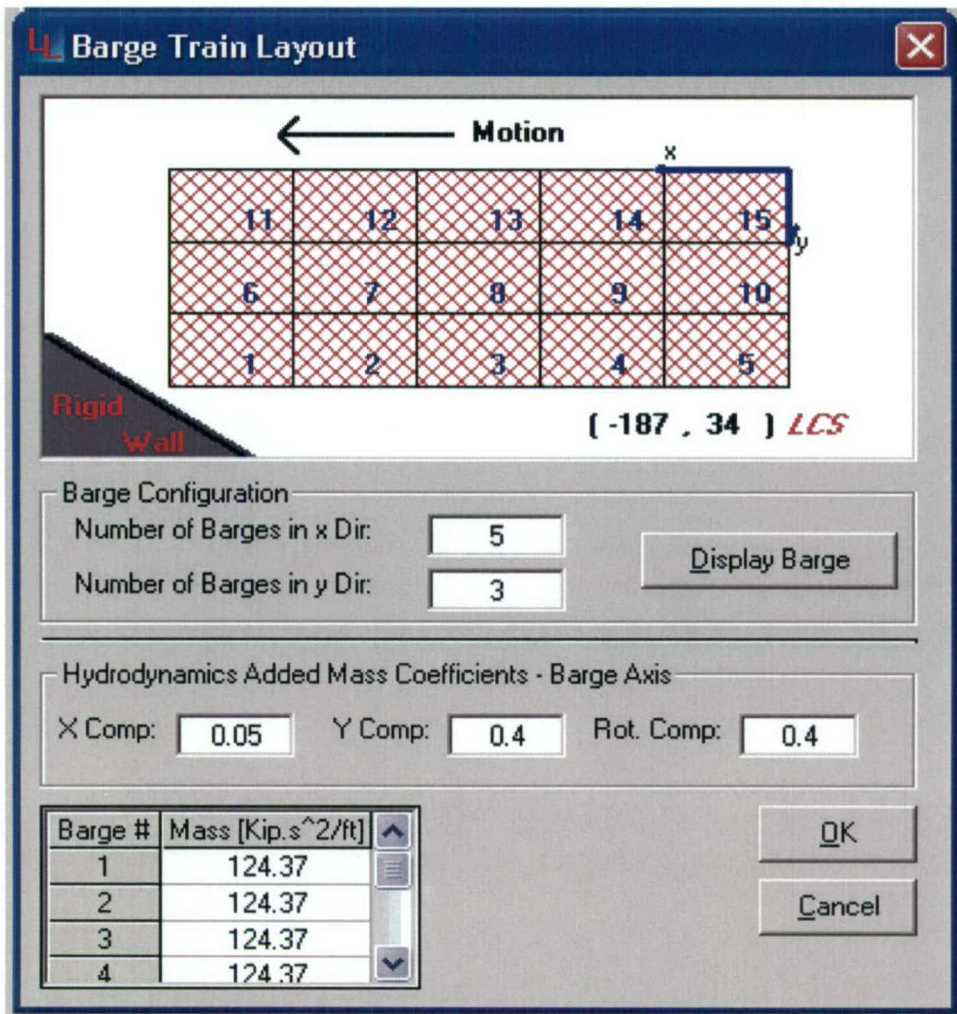 LL Barge Train Layout
Motion
x
11 12 13 14 15
y
6 7 8 9 10
1 2 3 4 5
Rigid
Wall
( -187 , 34 ) LCS
Barge Configuration
Number of Barges in x Dir: 5
Display Barge
Number of Barges in y Dir: 3
Hydrodynamics Added Mass Coefficients - Barge Axis
X Comp: 0.05 Y Comp: 0.4 Rot. Comp: 0.4
Barge # Mass [Kip.s^2/ft]
1 124.37
2 124.37
3 124.37
4 124.37
OK
Cancel